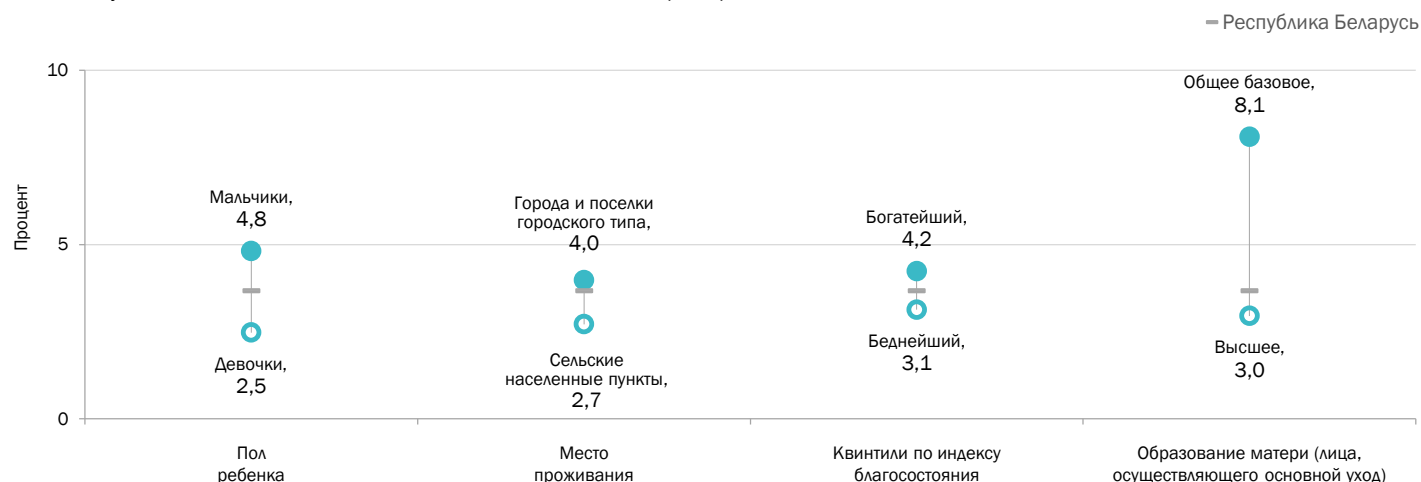 Республика Беларусь
10
Общее базовое,
8,1
Мальчики,
4,8
Города и поселки
городского типа,
4,0
Богатейший,
4,2
Процент
5
Девочки,
2,5
Сельские
населенные пункты,
2,7
Беднейший,
3,1
Высшее,
3,0
0
Пол
ребенка
Место
проживания
Квинтили по индексу
благосостояния
Образование матери (лица,
осуществляющего основной уход)